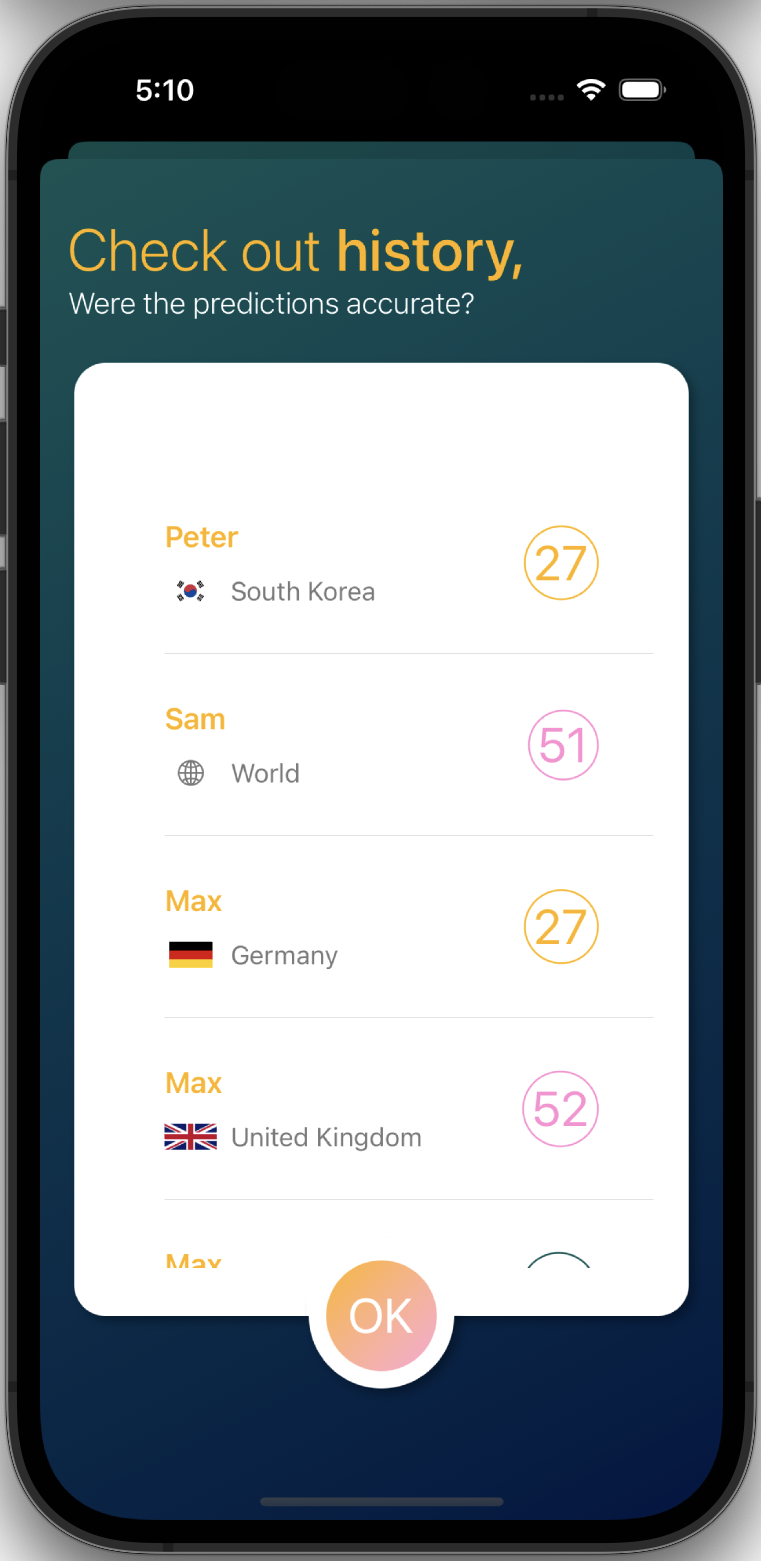 5:10
Check out history,
Were the predictions accurate?
Peter
27
South Korea
Sam
51
World
Max
27
Germany
Max
52
United Kingdom
Max
OK